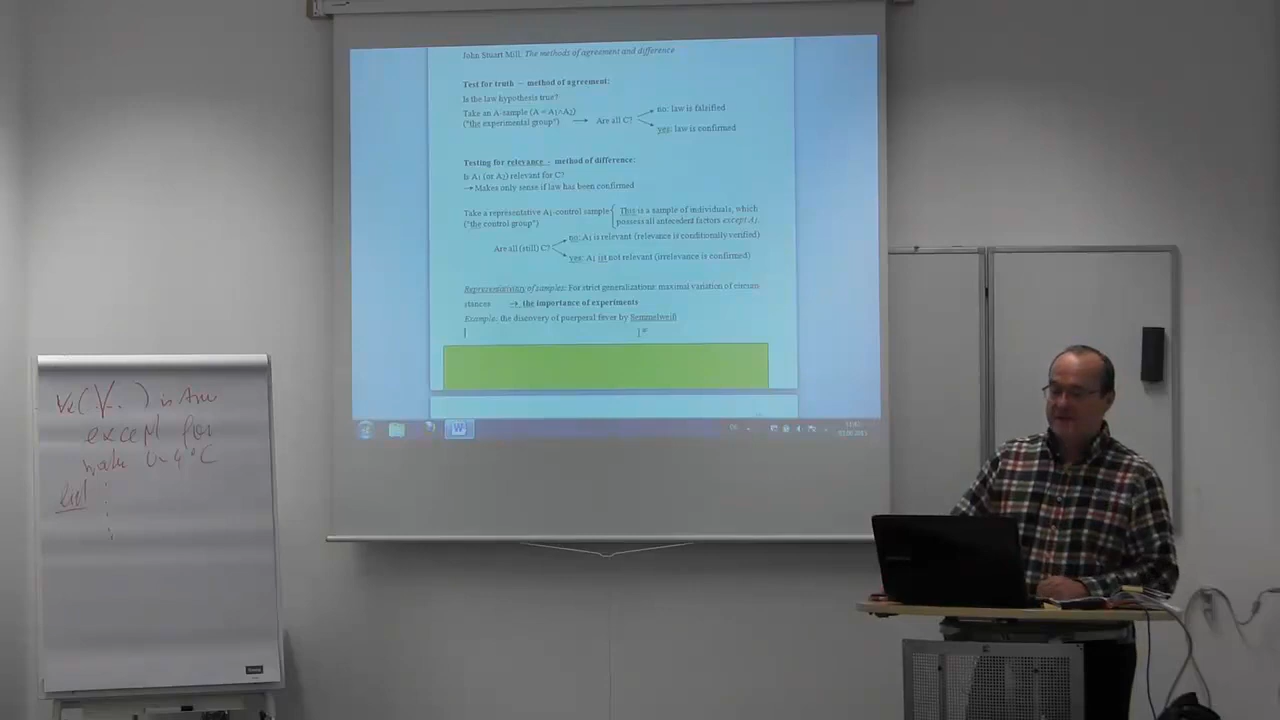 John Stuart Mill, The methods of agreement and difference
Test for truth — method of agreement:
Is the law hypothesis true?
Take an A-sample (A = A₁∧A₂)
("the experimental group")
→ Are all C?
no: law is falsified
yes: law is confirmed
Testing for relevance - method of difference:
Is A₁ (or A₂) relevant for C?
→ Makes only sense if law has been confirmed
Take a representative A₁-control sample
("the control group")
This is a sample of individuals, which
possess all antecedent factors except A₁.
Are all (still) C?
no: A₁ is relevant (relevance is conditionally verified)
yes: A₁ ist not relevant (irrelevance is confirmed)
Representativity of samples: For strict generalizations: maximal variation of circum-
stances → the importance of experiments
Example: the discovery of puerperal fever by Semmelweiß
W
except for
4°C